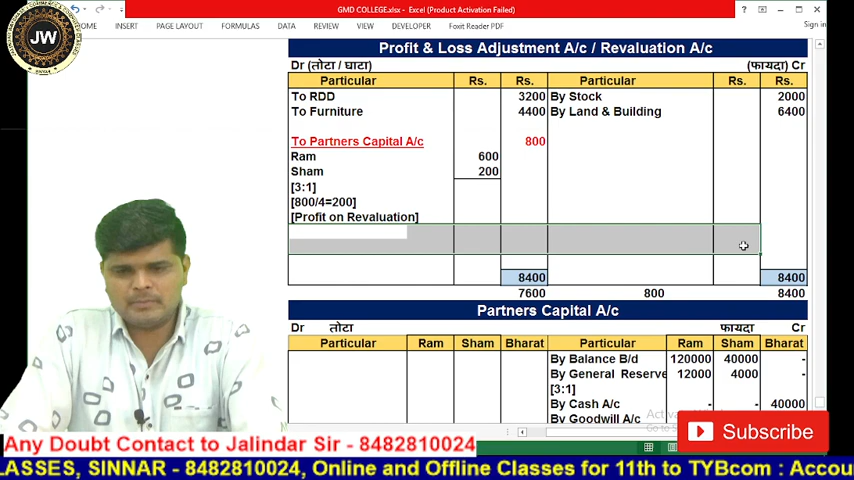 GMD COLLEGE.xlsx - Excel (Product Activation Failed)
Sign in
HOME INSERT PAGE LAYOUT FORMULAS DATA REVIEW VIEW DEVELOPER Foxit Reader PDF
JW
Profit & Loss Adjustment A/c / Revaluation A/c
Dr (तोटा / घाटा) (फायदा) Cr
Particular Rs. Rs. Particular Rs. Rs.
To RDD 3200 By Stock 2000
To Furniture 4400 By Land & Building 6400
To Partners Capital A/c 800
Ram 600
Sham 200
[3:1]
[800/4=200]
[Profit on Revaluation]
8400 8400
7600 800 8400
Partners Capital A/c
Dr तोटा फायदा Cr
Particular Ram Sham Bharat Particular Ram Sham Bharat
By Balance B/d 120000 40000 -
By General Reserve 12000 4000 -
[3:1]
By Cash A/c - - 40000
By Goodwill A/c
Subscribe
Any Doubt Contact to Jalindar Sir - 8482810024
LASSES, SINNAR - 8482810024, Online and Offline Classes for 11th to TYBcom : Accou